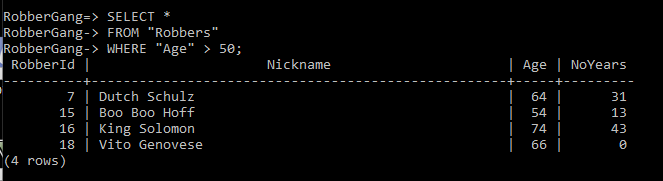 RobberGang=> SELECT *
RobberGang-> FROM "Robbers"
RobberGang-> WHERE "Age" > 50;
RobberId | Nickname | Age | NoYears
----------+----------------------------------------------------+-----+---------
7 | Dutch Schulz | 64 | 31
15 | Boo Boo Hoff | 54 | 13
16 | King Solomon | 74 | 43
18 | Vito Genovese | 66 | 0
(4 rows)